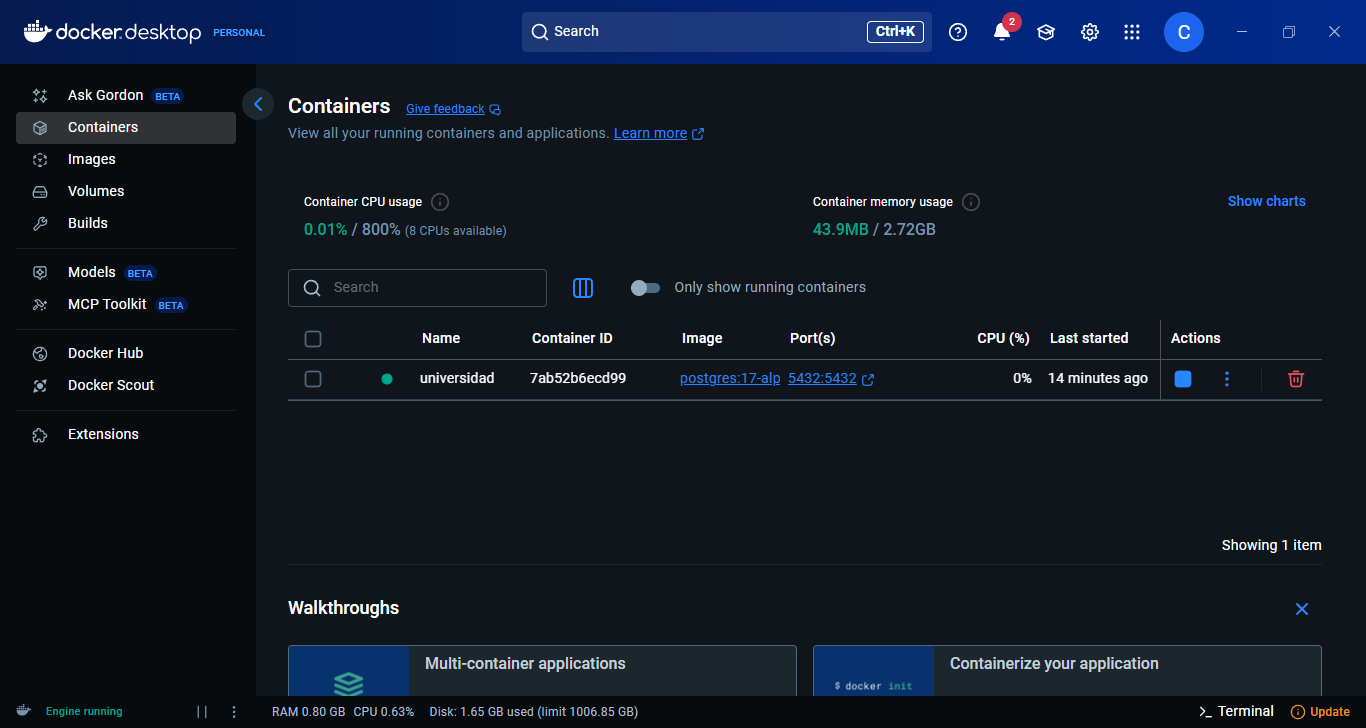 docker.desktop PERSONAL
Search
Ctrl+K
2
C
Ask Gordon BETA
Containers
Images
Volumes
Builds
Models BETA
MCP Toolkit BETA
Docker Hub
Docker Scout
Extensions
Containers Give feedback
View all your running containers and applications. Learn more
Container CPU usage
0.01% / 800% (8 CPUs available)
Container memory usage
43.9MB / 2.72GB
Show charts
Search
Only show running containers
Name Container ID Image Port(s) CPU (%) Last started Actions
universidad 7ab52b6ecd99 postgres:17-alp 5432:5432 0% 14 minutes ago
Showing 1 item
Walkthroughs
Multi-container applications
$ docker init
Containerize your application
Engine running
RAM 0.80 GB CPU 0.63% Disk: 1.65 GB used (limit 1006.85 GB)
>_ Terminal
Update